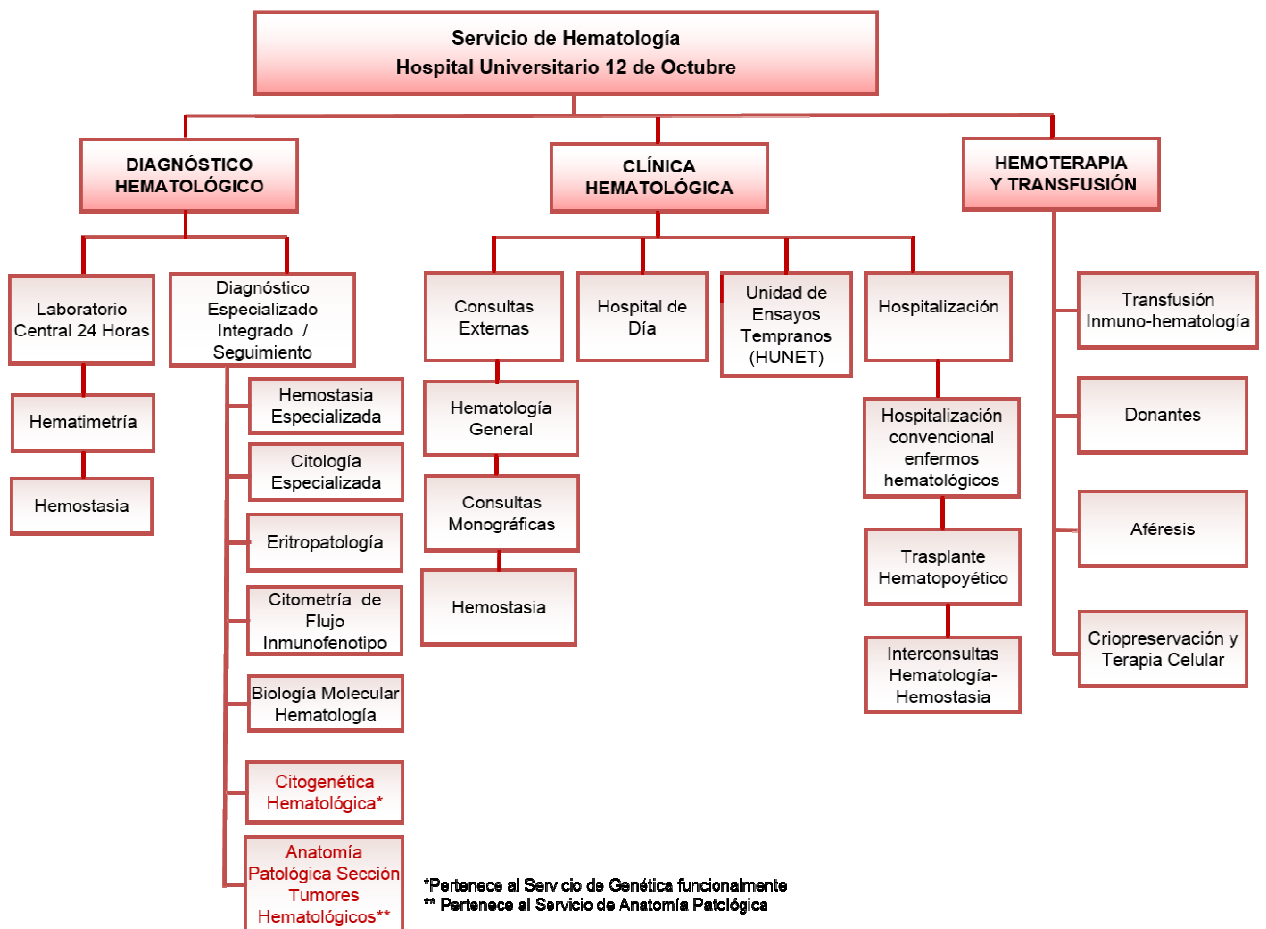 Servicio de Hematología
Hospital Universitario 12 de Octubre
DIAGNÓSTICO
HEMATOLÓGICO
CLÍNICA
HEMATOLÓGICA
HEMOTERAPIA
Y TRANSFUSIÓN
Laboratorio
Central 24 Horas
Hematimetría
Hemostasia
Diagnóstico
Especializado
Integrado /
Seguimiento
Hemostasia
Especializada
Citología
Especializada
Eritropatología
Citometría de
Flujo
Inmunofenotipo
Biología Molecular
Hematología
Citogenética
Hematológica*
Anatomía
Patológica Sección
Tumores
Hematológicos**
Consultas
Externas
Hematología
General
Consultas
Monográficas
Hemostasia
Hospital de
Día
Unidad de
Ensayos
Tempranos
(HUNET)
Hospitalización
Hospitalización
convencional
enfermos
hematológicos
Trasplante
Hematopoyético
Interconsultas
Hematología-
Hemostasia
Transfusión
Inmuno-hematología
Donantes
Aféresis
Criopreservación y
Terapia Celular
*Pertenece al Servicio de Genética funcionalmente
** Pertenece al Servicio de Anatomía Patológica